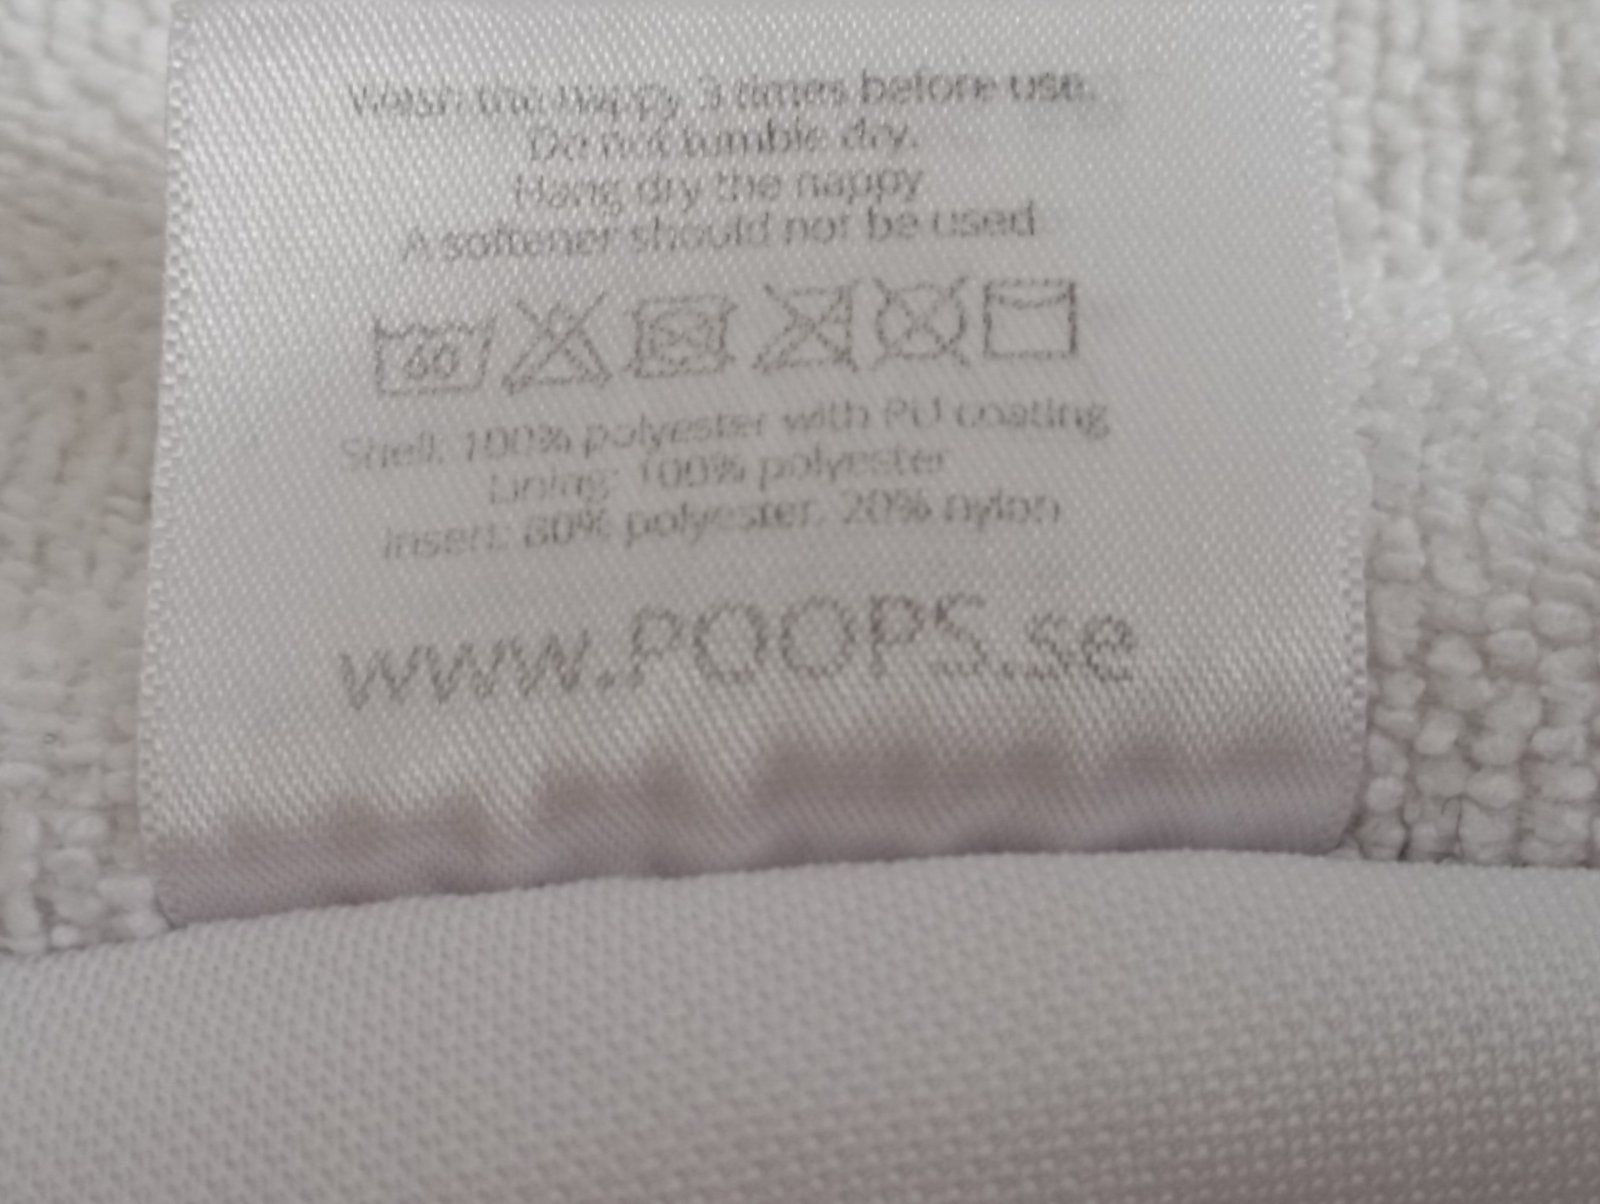 Wash the nappy 3 times before use.
Do not tumble dry.
Hang dry the nappy
A softener should not be used
60
Shell: 100% polyester with PU coating
Lining: 100% polyester
Insert: 80% polyester, 20% nylon
www.POOPS.se